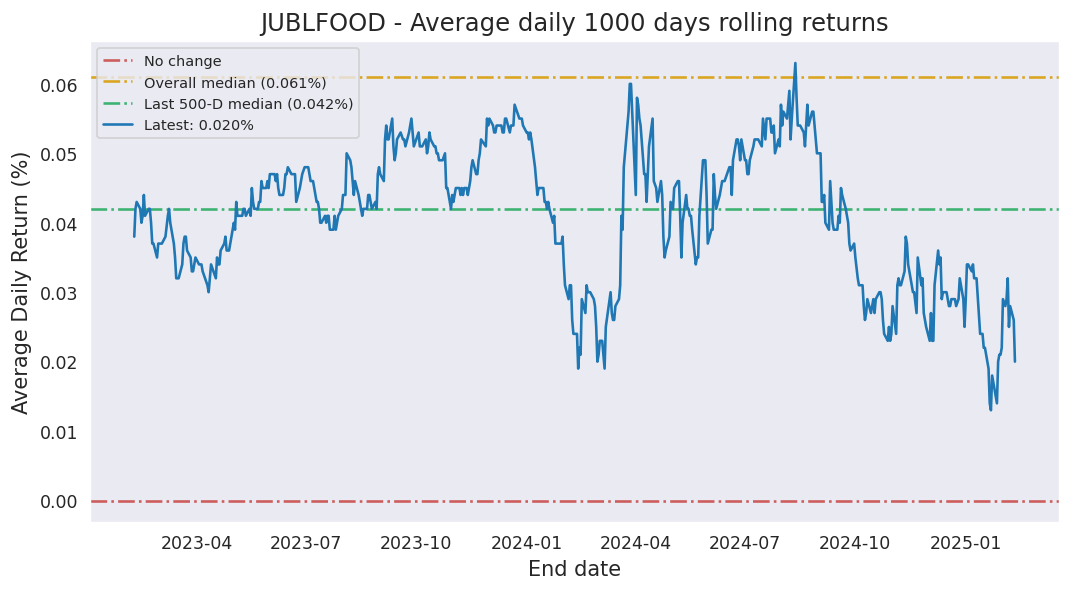 JUBLFOOD - Average daily 1000 days rolling returns
No change
Overall median (0.061%)
Last 500-D median (0.042%)
Latest: 0.020%
Average Daily Return (%)
0.06
0.05
0.04
0.03
0.02
0.01
0.00
2023-04 2023-07 2023-10 2024-01 2024-04 2024-07 2024-10 2025-01
End date